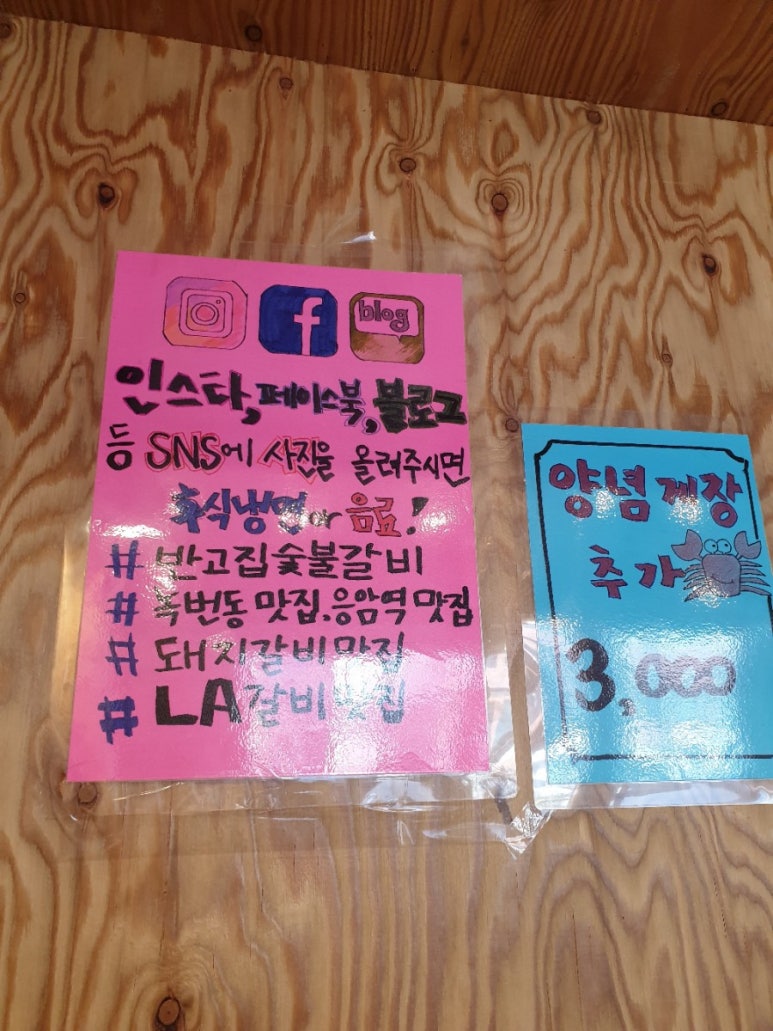 blog
인스타, 페이스북, 블로그
등 SNS에 사진을 올려주시면
후식냉면 or 음료!
# 반고집숯불갈비
# 녹번동 맛집. 응암역 맛집
# 돼지갈비맛집
# LA갈비맛집
양념게장
추가
3,000